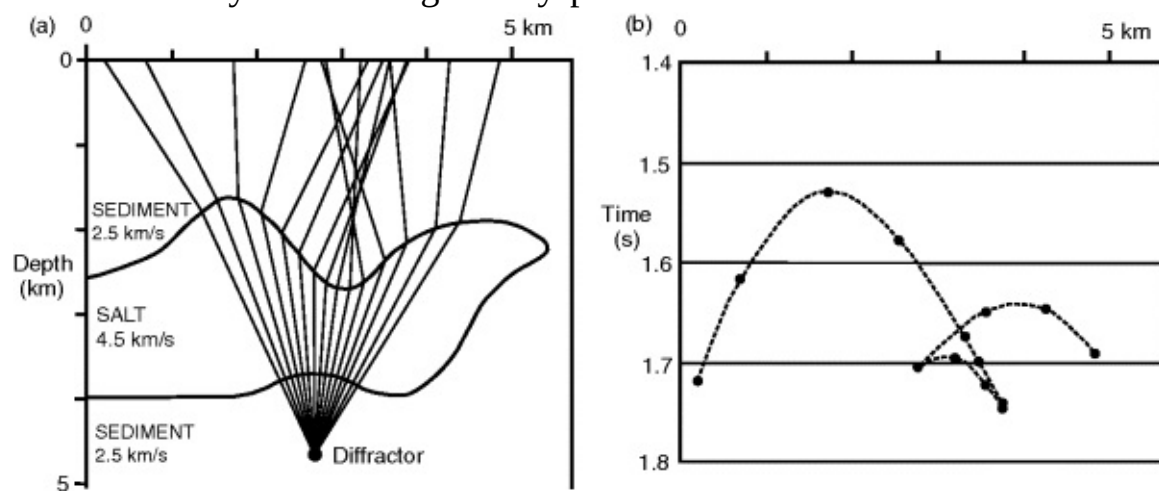 (a) 0 5 km
0
SEDIMENT
2.5 km/s
Depth
(km)
SALT
4.5 km/s
SEDIMENT
2.5 km/s
Diffractor
5
(b) 0 5 km
1.4
1.5
Time
(s)
1.6
1.7
1.8